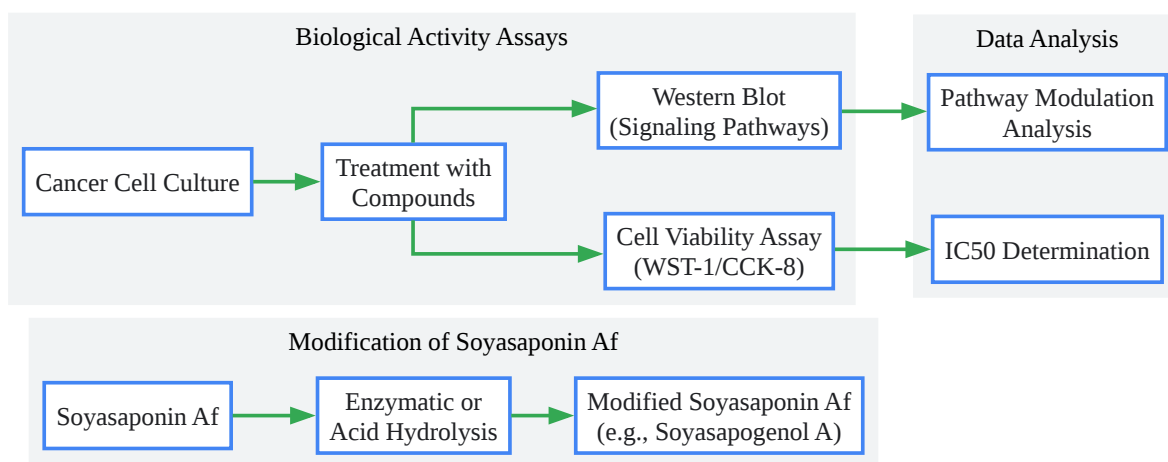 Biological Activity Assays
Data Analysis
Western Blot
(Signaling Pathways)
Pathway Modulation
Analysis
Cancer Cell Culture
Treatment with
Compounds
Cell Viability Assay
(WST-1/CCK-8)
IC50 Determination
Modification of Soyasaponin Af
Soyasaponin Af
Enzymatic or
Acid Hydrolysis
Modified Soyasaponin Af
(e.g., Soyasapogenol A)